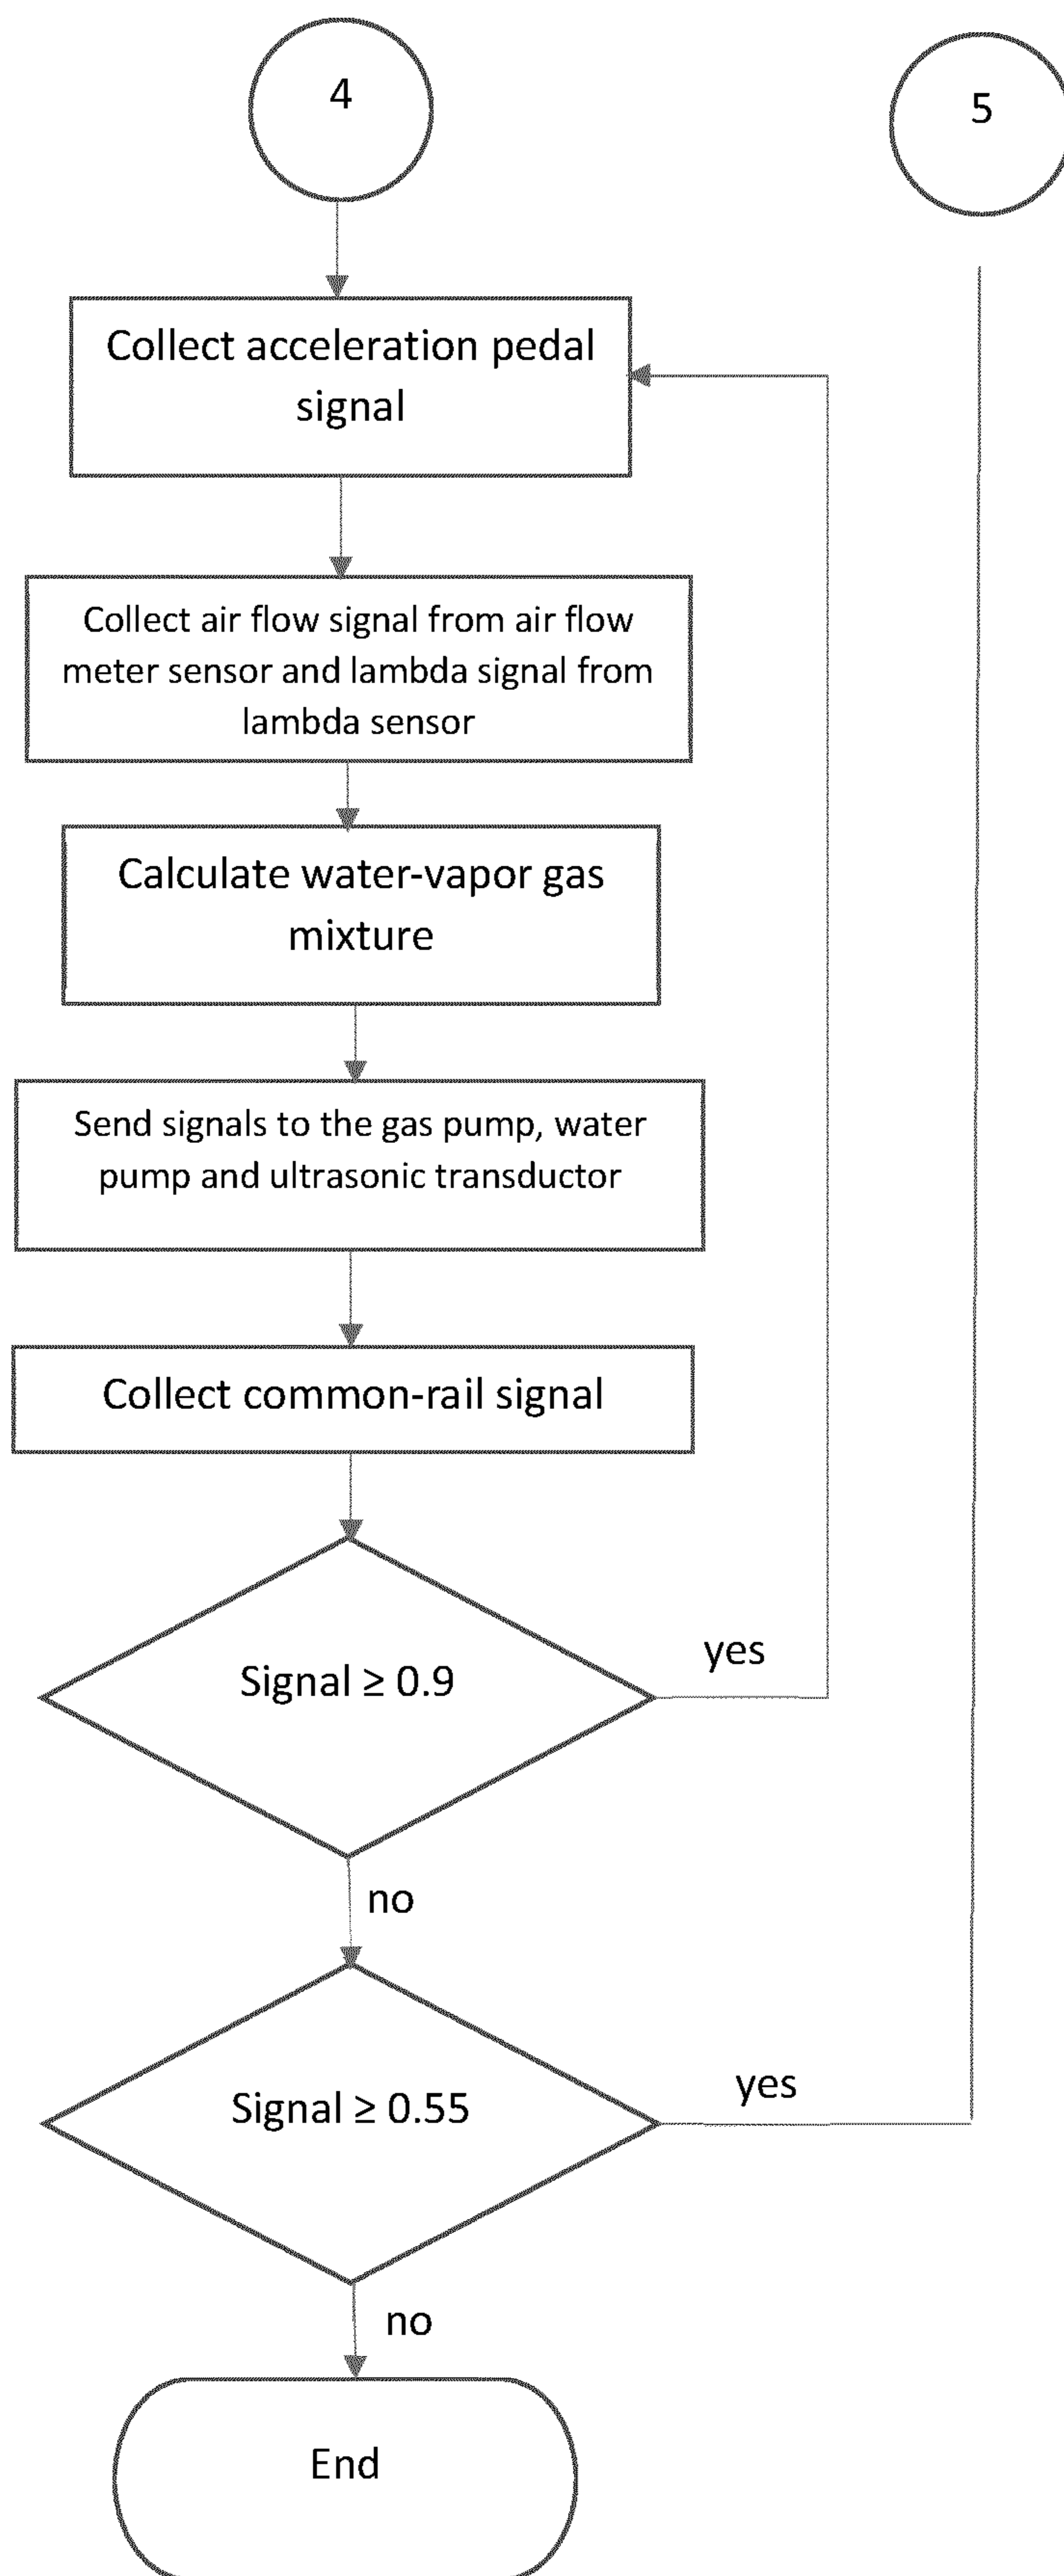 4
5
Collect acceleration pedal
signal
Collect air flow signal from air flow
meter sensor and lambda signal from
lambda sensor
Calculate water-vapor gas
mixture
Send signals to the gas pump, water
pump and ultrasonic transductor
Collect common-rail signal
Signal ≥ 0.9
yes
no
Signal ≥ 0.55
yes
no
End